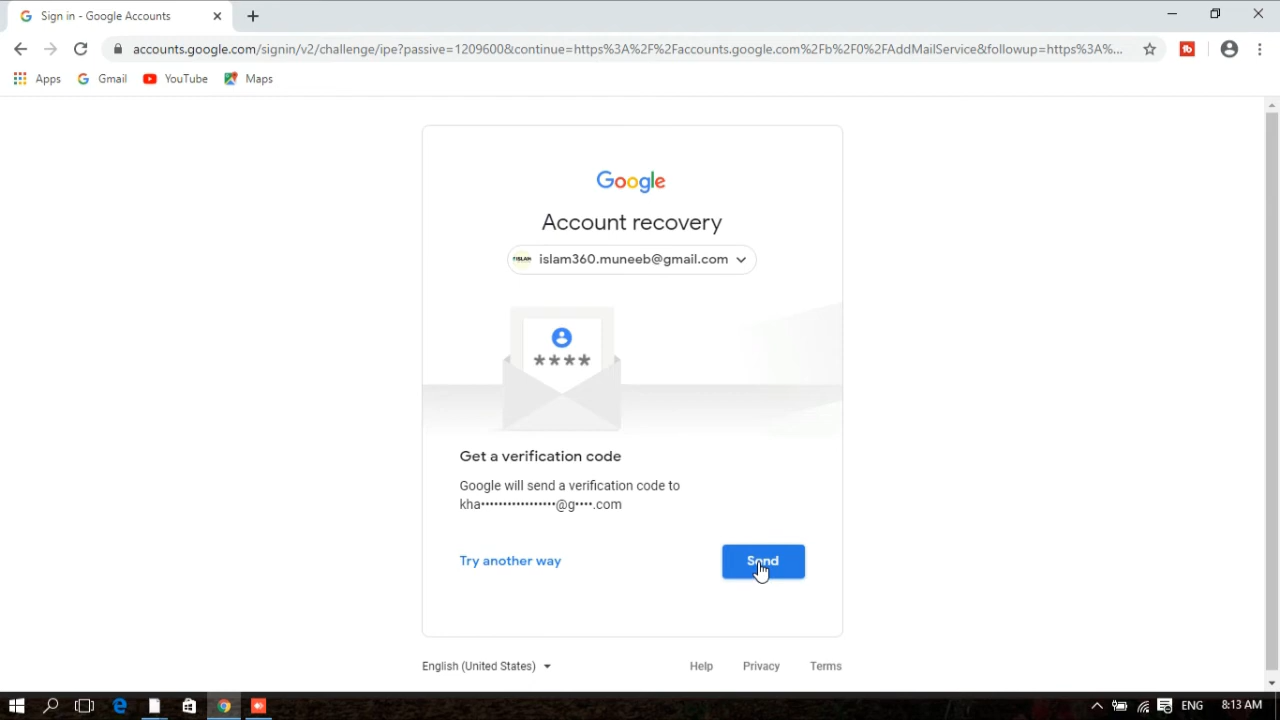 Sign in - Google Accounts
accounts.google.com/signin/v2/challenge/ipe?passive=1209600&continue=https%3A%2F%2Faccounts.google.com%2Fb%2F0%2FAddMailService&followup=https%3A%...
Apps Gmail YouTube Maps
Google
Account recovery
islam360.muneeb@gmail.com
****
Get a verification code
Google will send a verification code to
kha•••••••••••••••••@g••••.com
Try another way Send
English (United States) Help Privacy Terms
ENG 8:13 AM